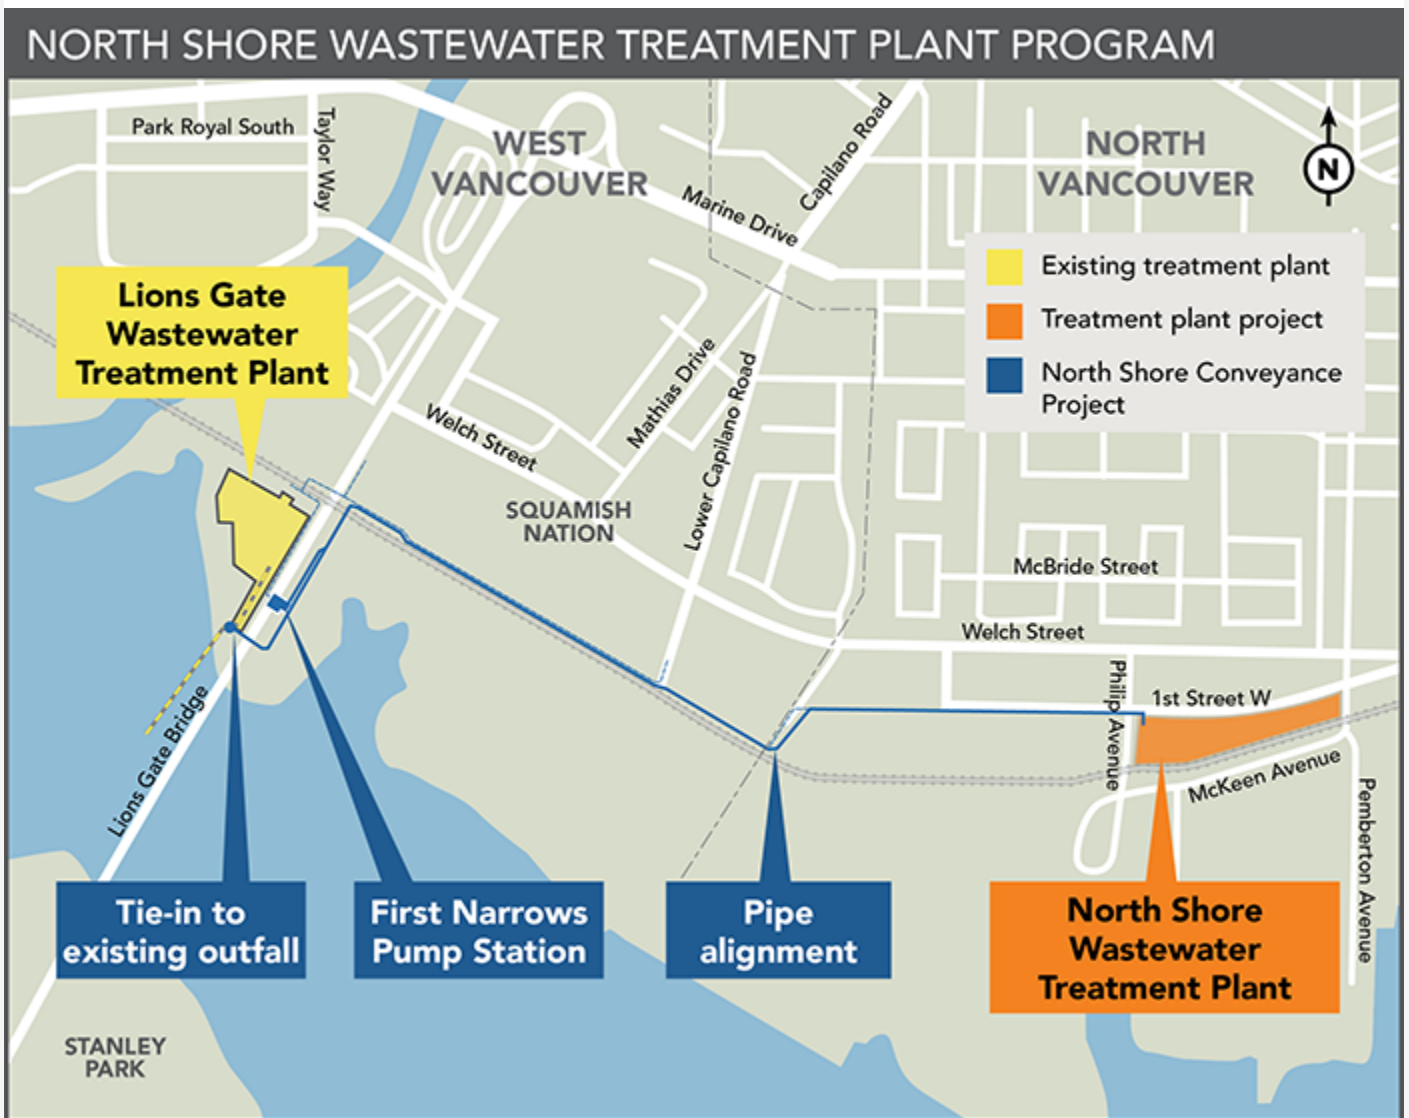 NORTH SHORE WASTEWATER TREATMENT PLANT PROGRAM
Park Royal South
Taylor Way
WEST
VANCOUVER
Marine Drive
Capilano Road
NORTH
VANCOUVER
N
Existing treatment plant
Treatment plant project
North Shore Conveyance
Project
Lions Gate
Wastewater
Treatment Plant
Welch Street
Mathias Drive
Lower Capilano Road
SQUAMISH
NATION
McBride Street
Welch Street
Philip Avenue
1st Street W
McKeen Avenue
Pemberton Avenue
Lions Gate Bridge
Tie-in to
existing outfall
First Narrows
Pump Station
Pipe
alignment
North Shore
Wastewater
Treatment Plant
STANLEY
PARK